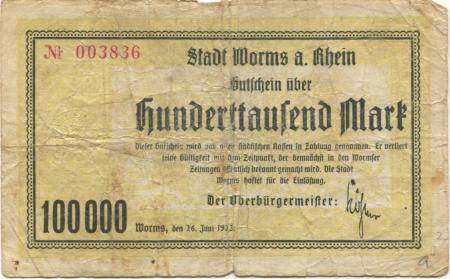 № 003836
Stadt Worms a. Rhein
Gutschein über
Hunderttausend Mark
Dieser Gutschein wird von allen städtischen Kassen in Zahlung genommen. Er verliert
seine Gültigkeit mit dem Zeitpunkt, der demnächst in den Wormser
Zeitungen öffentlich bekannt gemacht wird. Die Stadt
Worms haftet für die Einlösung.
Der Oberbürgermeister:
100000
Worms, den 26. Juni 1923.